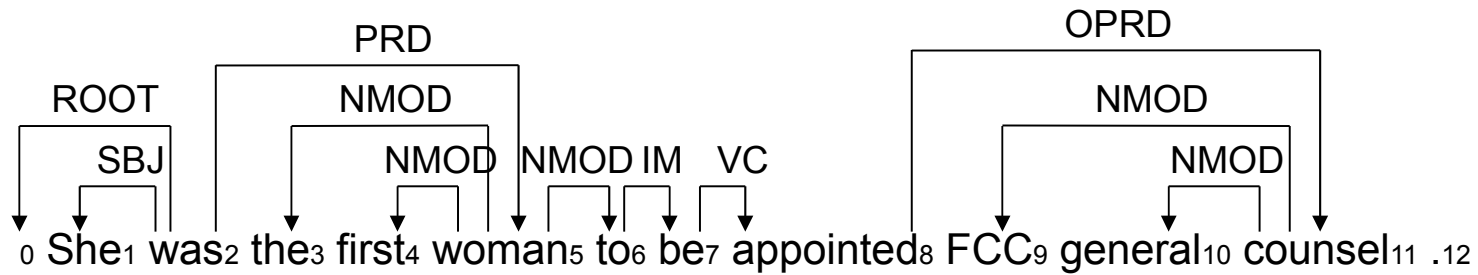 PRD OPRD
ROOT NMOD NMOD
SBJ NMOD NMOD IM VC NMOD
0 She1 was2 the3 first4 woman5 to6 be7 appointed8 FCC9 general10 counsel11 .12